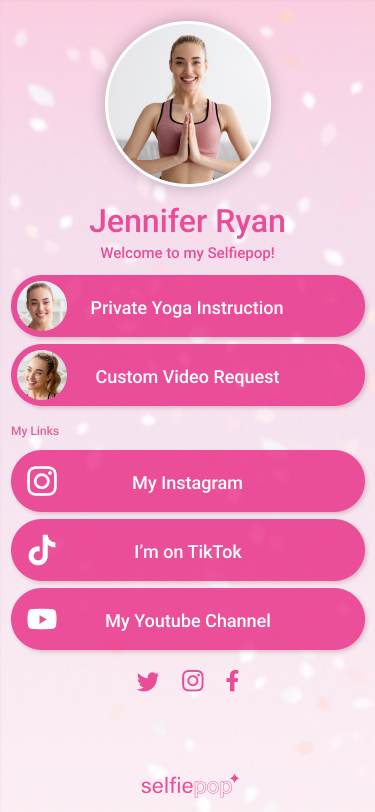 Jennifer Ryan
Welcome to my Selfiepop!
Private Yoga Instruction
Custom Video Request
My Links
My Instagram
I’m on TikTok
My Youtube Channel
selfiepop